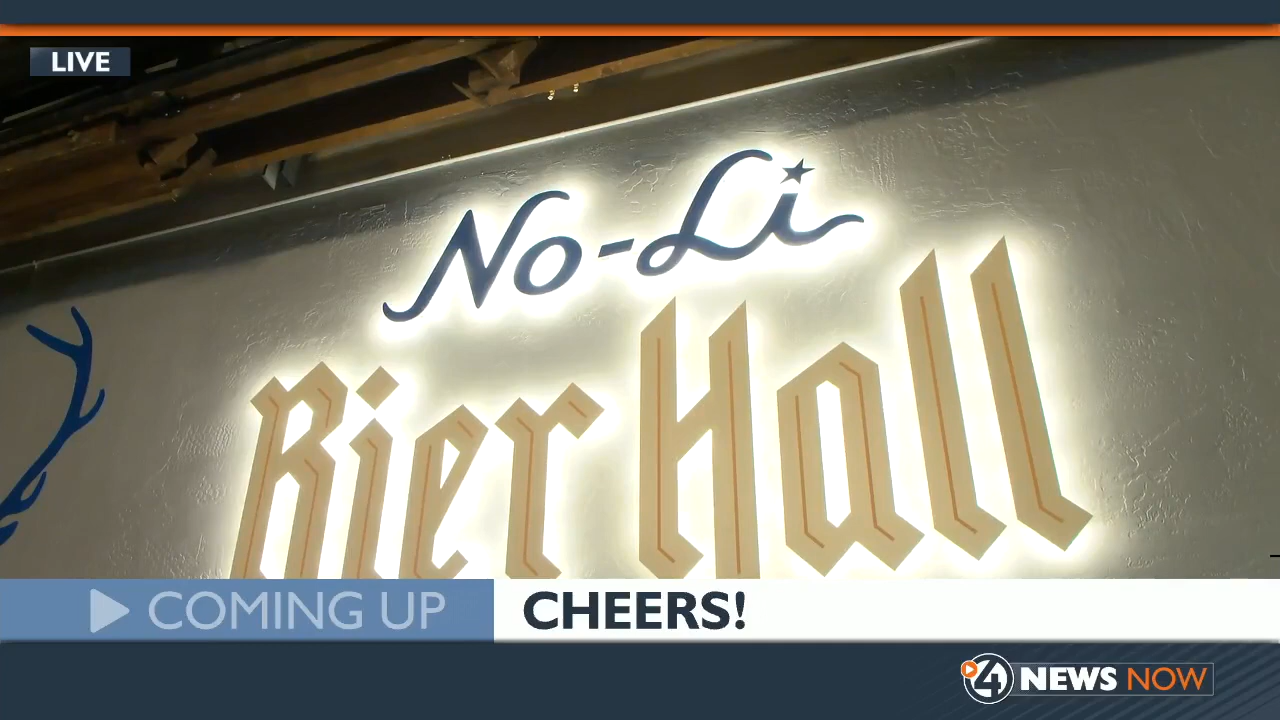 LIVE
No-Li
Bier Hall
COMING UP
CHEERS!
4 NEWS NOW